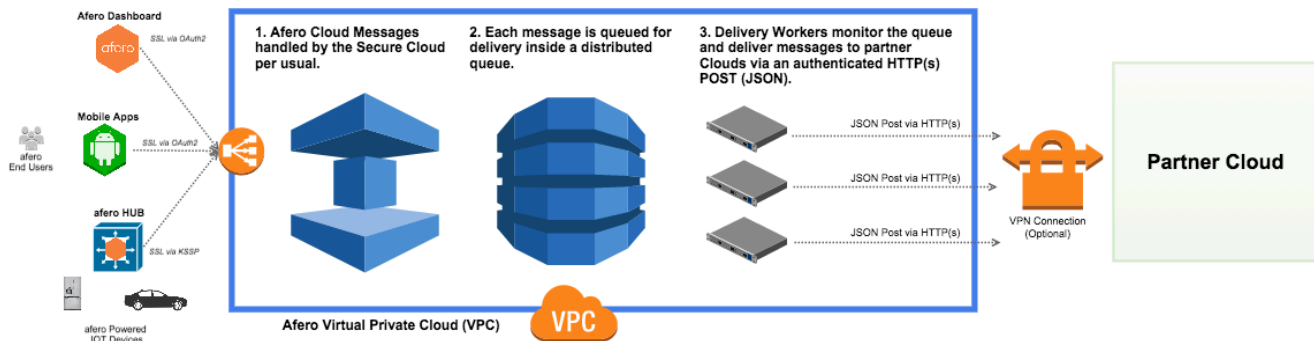 Afero Dashboard
afero
SSL via OAuth2
Mobile Apps
SSL via OAuth2
afero
End Users
afero HUB
SSL via KSSP
afero Powered
IOT Devices
1. Afero Cloud Messages
handled by the Secure Cloud
per usual.
2. Each message is queued for
delivery inside a distributed
queue.
3. Delivery Workers monitor the queue
and deliver messages to partner
Clouds via an authenticated HTTP(s)
POST (JSON).
JSON Post via HTTP(s)
JSON Post via HTTP(s)
JSON Post via HTTP(s)
Afero Virtual Private Cloud (VPC)
VPC
VPN Connection
(Optional)
Partner Cloud